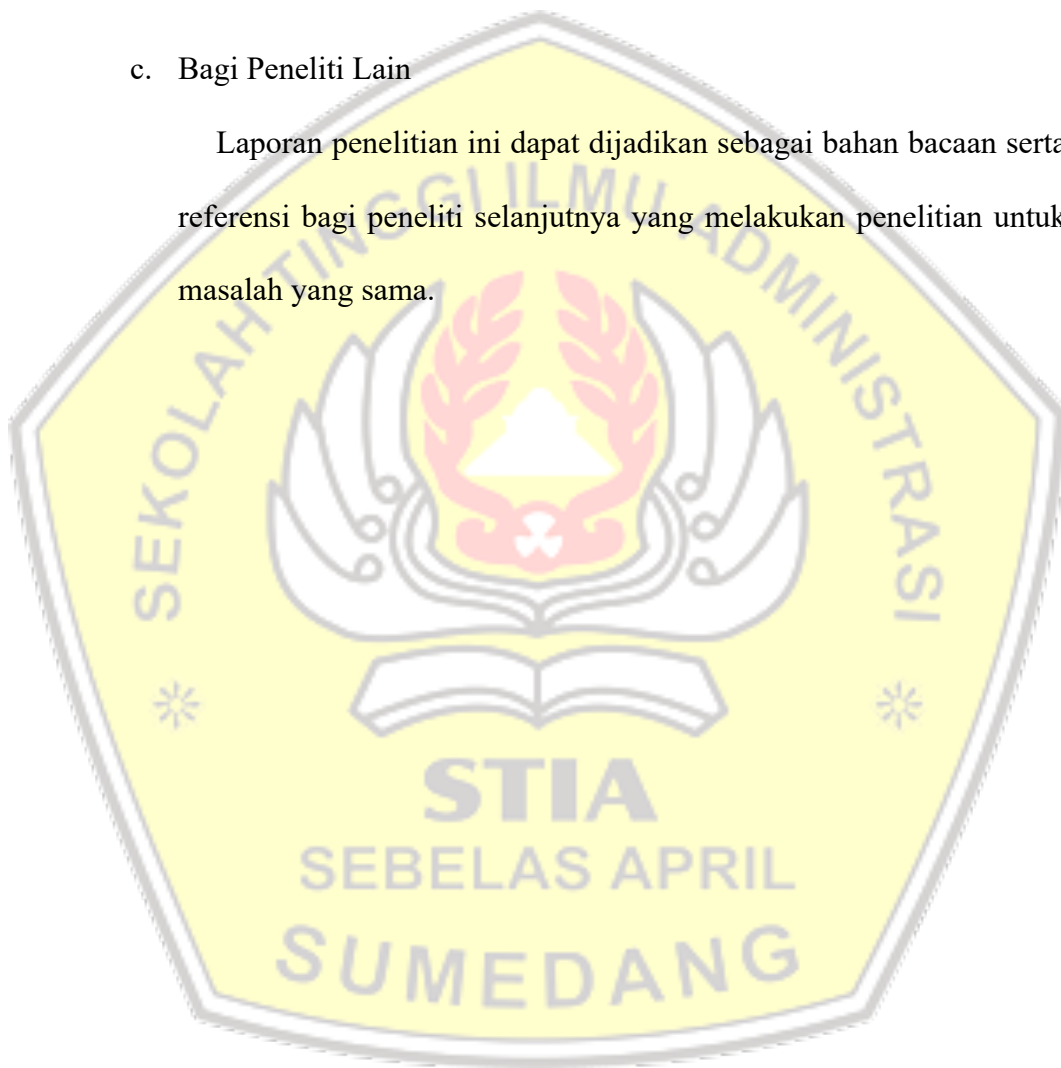 c. Bagi Peneliti Lain
Laporan penelitian ini dapat dijadikan sebagai bahan bacaan serta
referensi bagi peneliti selanjutnya yang melakukan penelitian untuk
masalah yang sama.
SEKOLAH TINGGI ILMU ADMINISTRASI
STIA
SEBELAS APRIL
SUMEDANG